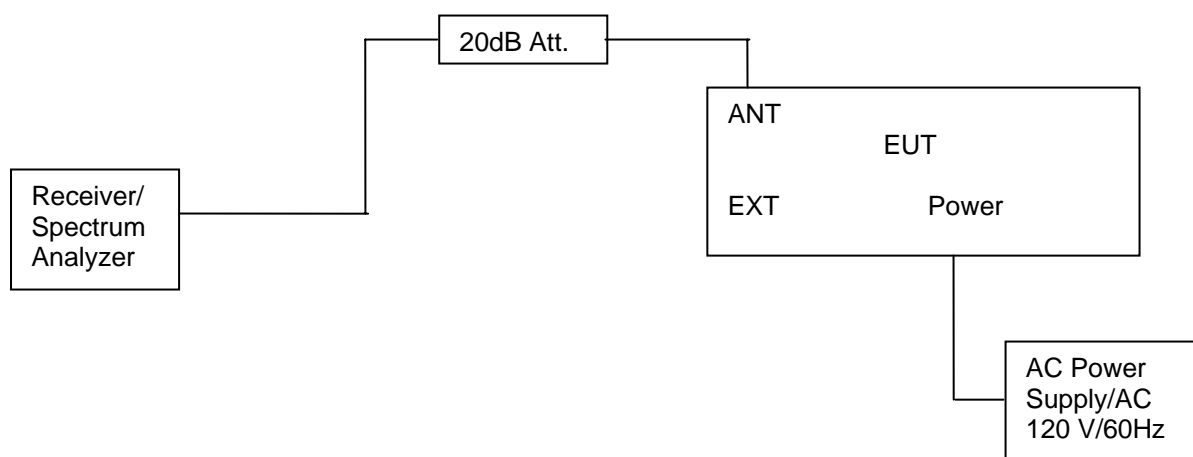 20dB Att.
ANT
EUT
Receiver/
Spectrum
Analyzer
EXT
Power
AC Power
Supply/AC
120 V/60Hz